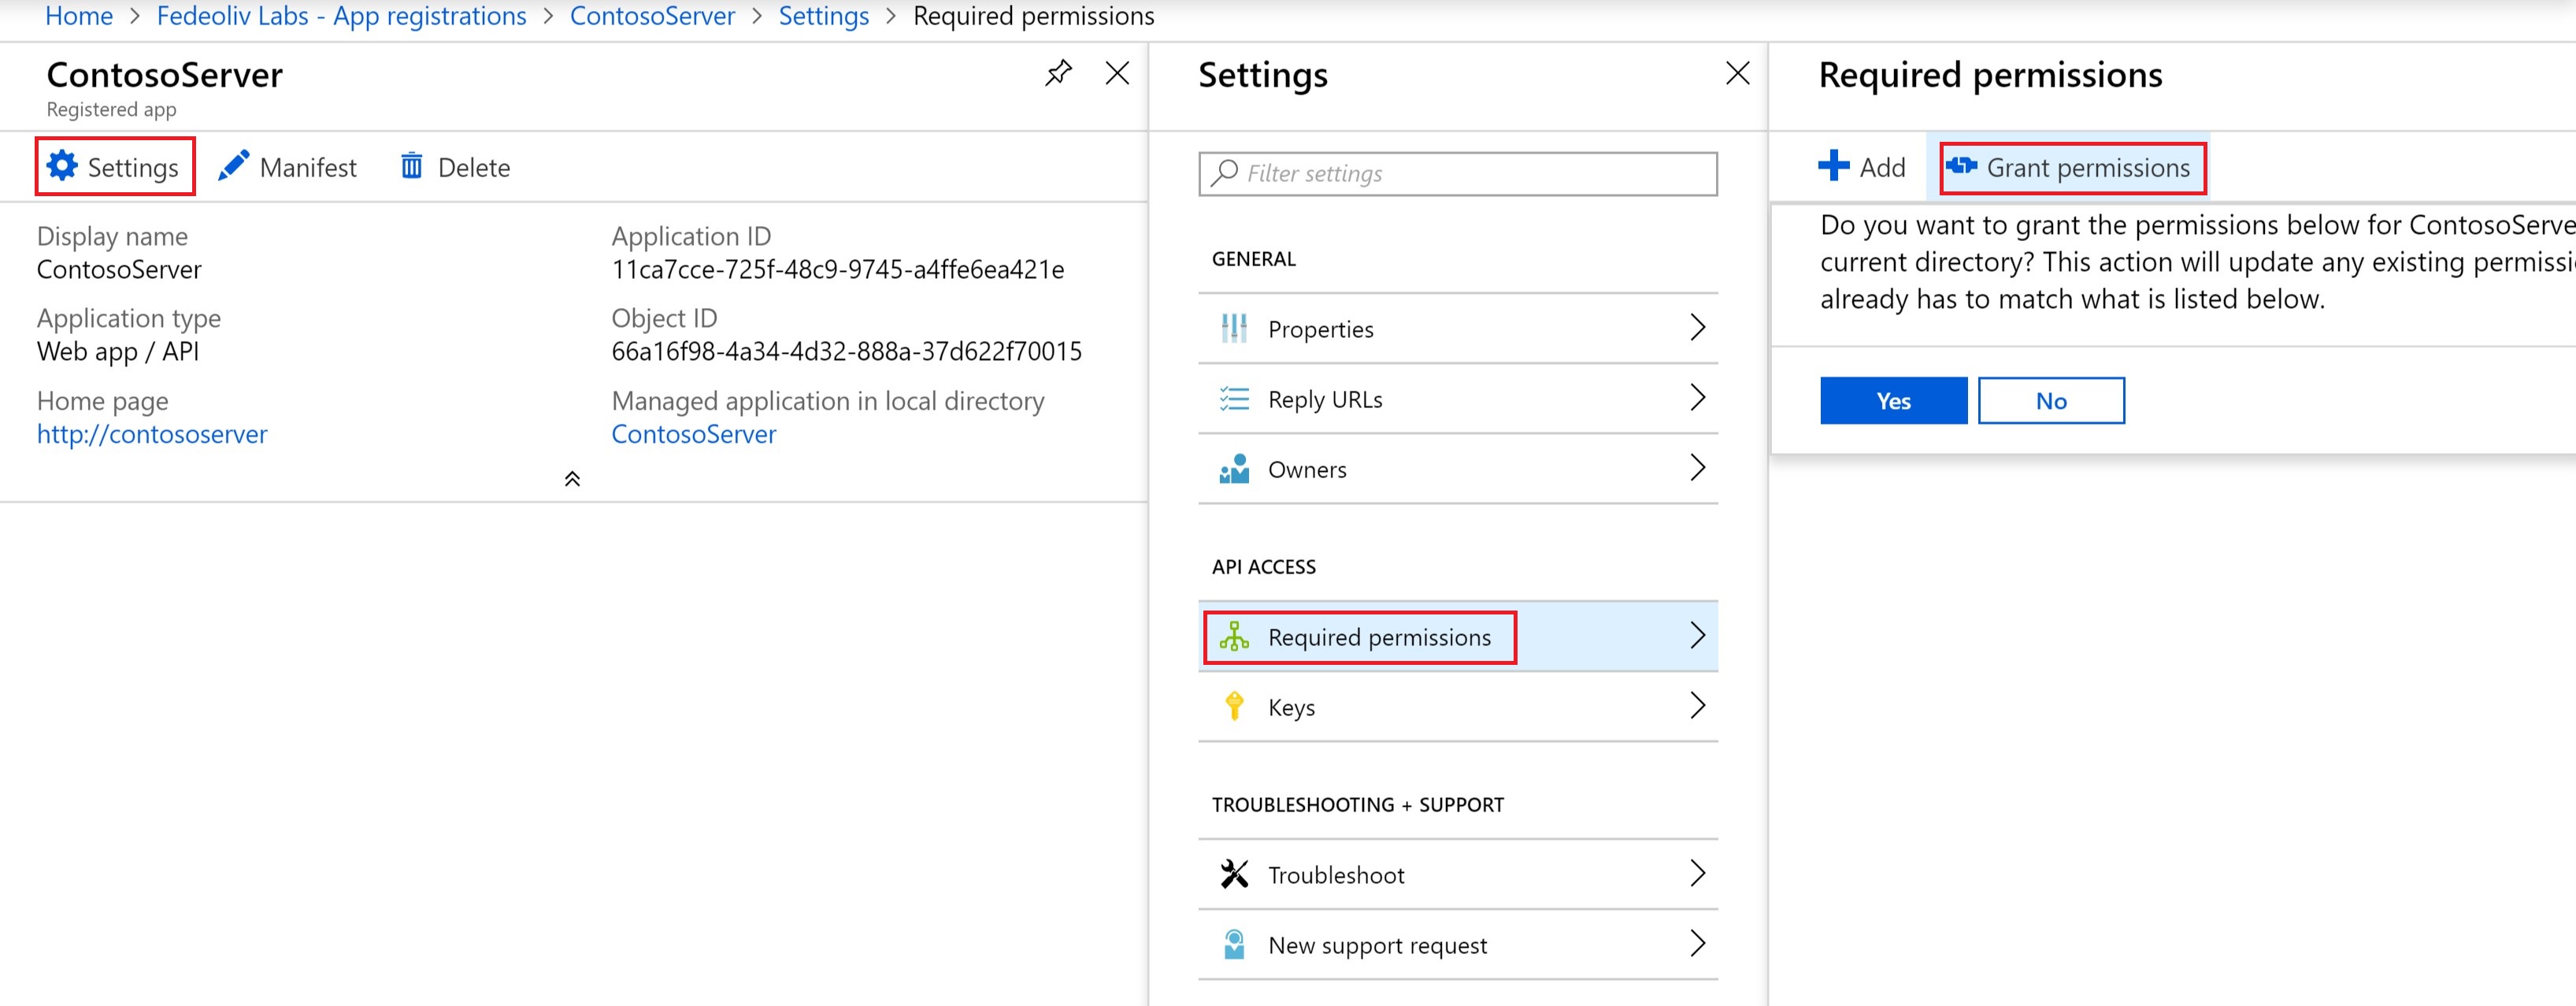 Home > Fedeoliv Labs - App registrations > ContosoServer > Settings > Required permissions
ContosoServer
Registered app
Settings
Manifest
Delete
Display name
ContosoServer
Application type
Web app / API
Home page
http://contososerver
Application ID
11ca7cce-725f-48c9-9745-a4ffe6ea421e
Object ID
66a16f98-4a34-4d32-888a-37d622f70015
Managed application in local directory
ContosoServer
Settings
Filter settings
GENERAL
Properties
Reply URLs
Owners
API ACCESS
Required permissions
Keys
TROUBLESHOOTING + SUPPORT
Troubleshoot
New support request
Required permissions
Add
Grant permissions
Do you want to grant the permissions below for ContosoServe
current directory? This action will update any existing permissi
already has to match what is listed below.
Yes
No